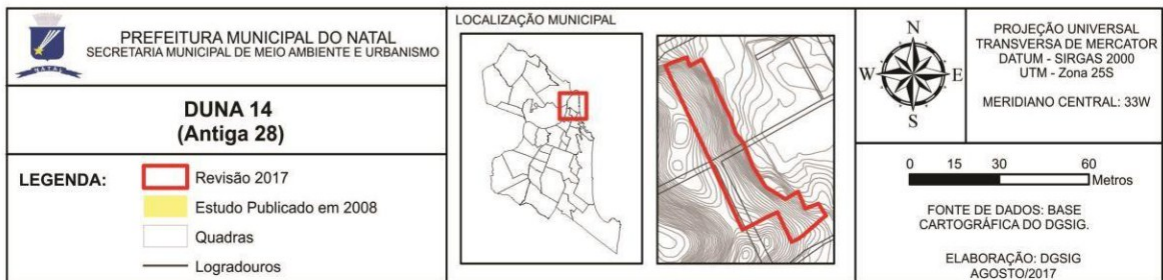 PREFEITURA MUNICIPAL DO NATAL
SECRETARIA MUNICIPAL DE MEIO AMBIENTE E URBANISMO
NATAL
DUNA 14
(Antiga 28)
LEGENDA:
Revisão 2017
Estudo Publicado em 2008
Quadras
Logradouros
LOCALIZAÇÃO MUNICIPAL
N
W
E
S
PROJEÇÃO UNIVERSAL
TRANSVERSA DE MERCATOR
DATUM - SIRGAS 2000
UTM - Zona 25S
MERIDIANO CENTRAL: 33W
0 15 30 60
Metros
FONTE DE DADOS: BASE
CARTOGRÁFICA DO DGSIG.
ELABORAÇÃO: DGSIG
AGOSTO/2017